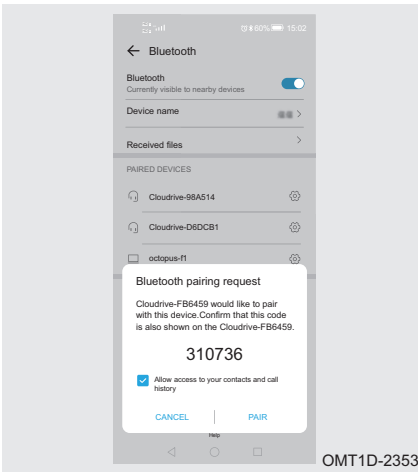 60% 15:02
Bluetooth
Bluetooth
Currently visible to nearby devices
Device name
Received files
PAIRED DEVICES
Cloudrive-98A514
Cloudrive-D6DCB1
octopus-f1
Bluetooth pairing request
Cloudrive-FB6459 would like to pair
with this device.Confirm that this code
is also shown on the Cloudrive-FB6459.
310736
Allow access to your contacts and call
history
CANCEL PAIR
Help
OMT1D-2353